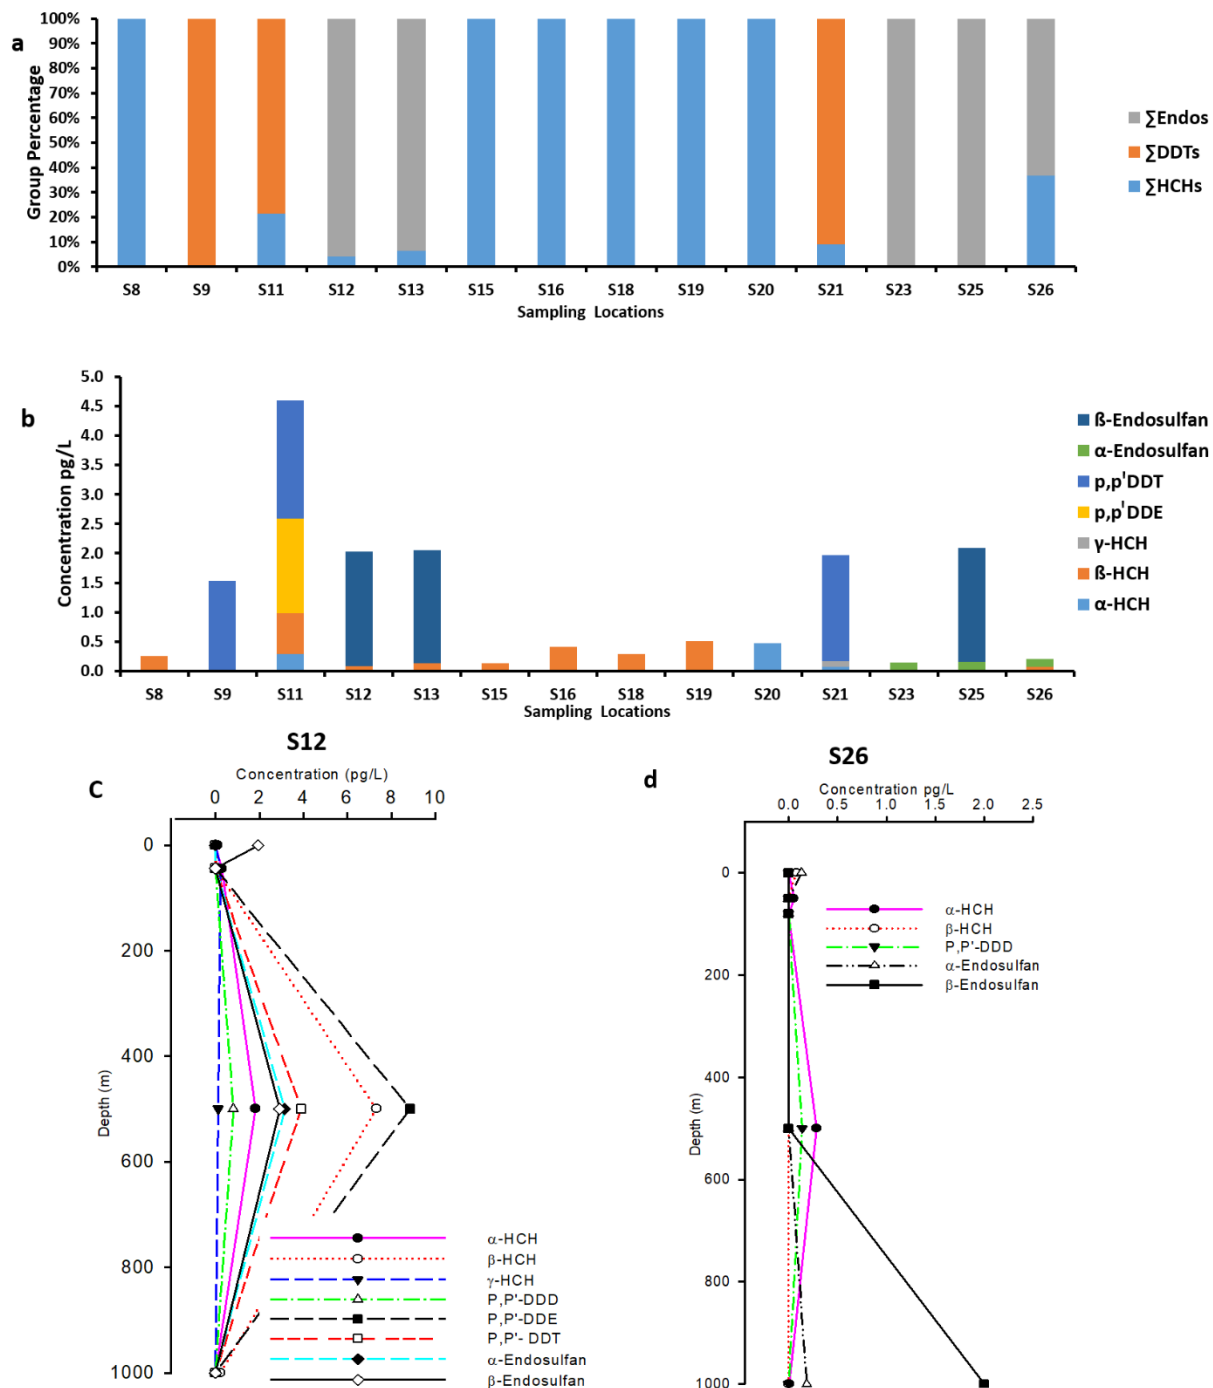 a
100%
90%
80%
70%
60%
50%
40%
30%
20%
10%
0%
Group Percentage
S8 S9 S11 S12 S13 S15 S16 S18 S19 S20 S21 S23 S25 S26
Sampling Locations
∑Endos
∑DDTs
∑HCHs
b
5.0
4.5
4.0
3.5
3.0
2.5
2.0
1.5
1.0
0.5
0.0
Concentration pg/L
S8 S9 S11 S12 S13 S15 S16 S18 S19 S20 S21 S23 S25 S26
Sampling Locations
ß-Endosulfan
α-Endosulfan
p,p'DDT
p,p'DDE
γ-HCH
ß-HCH
α-HCH
S12
C
Concentration (pg/L)
0 2 4 6 8 10
0
200
400
600
800
1000
Depth (m)
α-HCH
β-HCH
γ-HCH
P,P'-DDD
P,P'-DDE
P,P'- DDT
α-Endosulfan
β-Endosulfan
S26
d
Concentration pg/L
0.0 0.5 1.0 1.5 2.0 2.5
0
200
400
600
800
1000
Depth (m)
α-HCH
β-HCH
P,P'-DDD
α-Endosulfan
β-Endosulfan